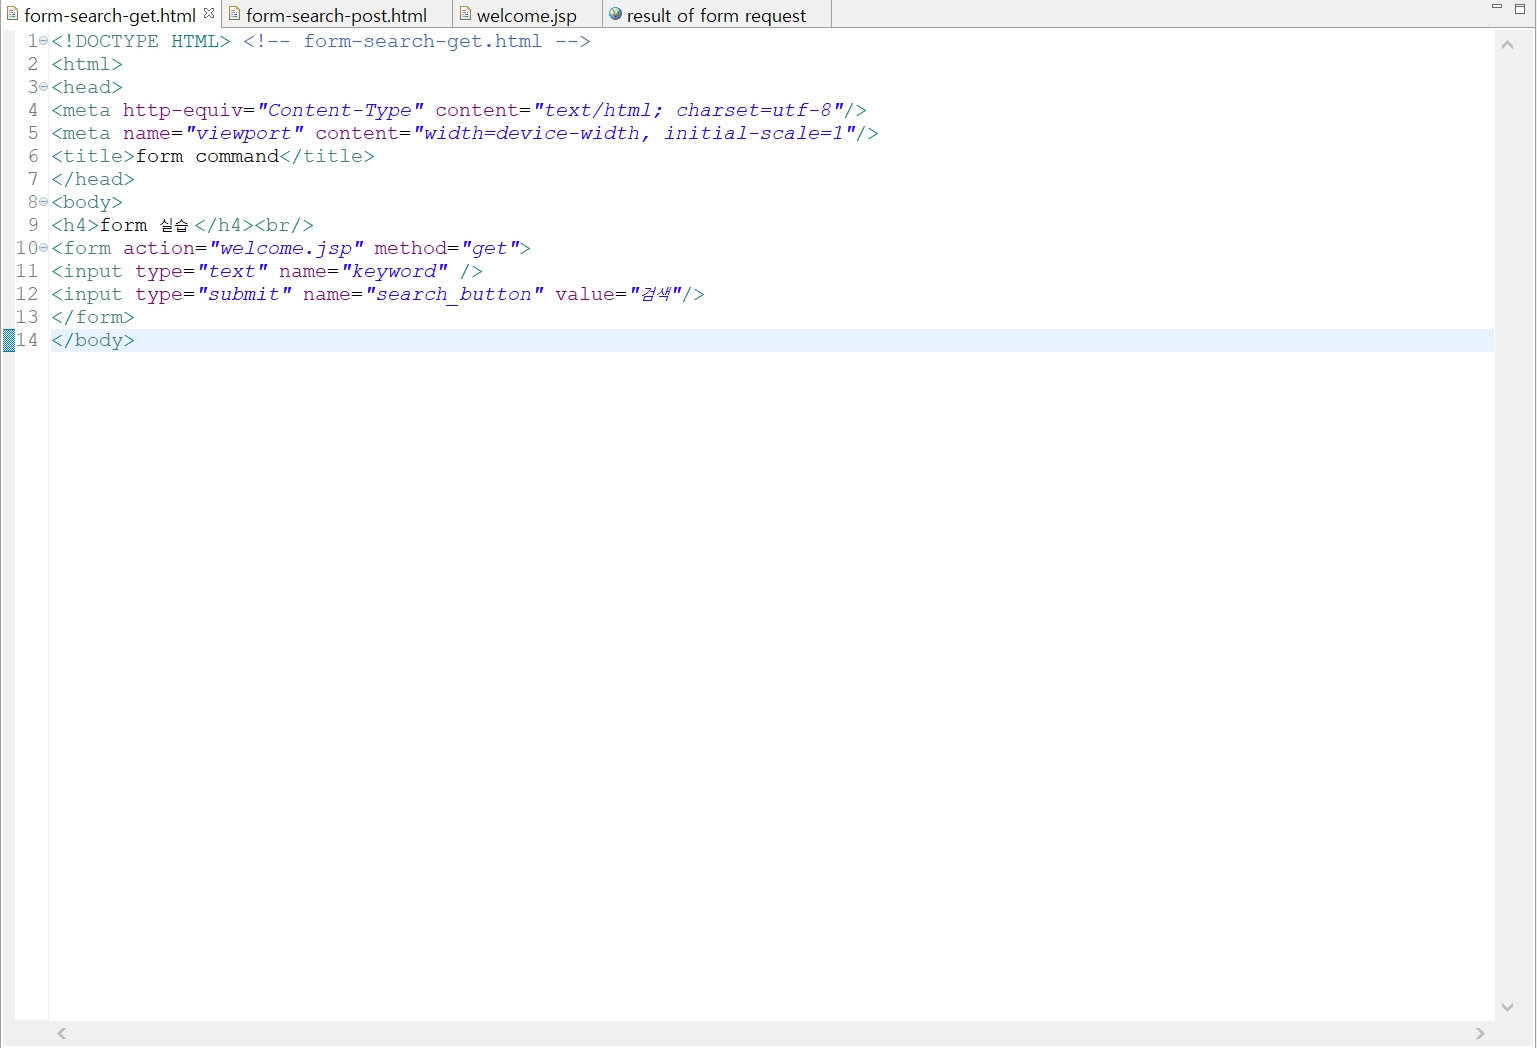 form-search-get.html form-search-post.html welcome.jsp result of form request
1 <!DOCTYPE HTML> <!-- form-search-get.html -->
2 <html>
3 <head>
4 <meta http-equiv="Content-Type" content="text/html; charset=utf-8"/>
5 <meta name="viewport" content="width=device-width, initial-scale=1"/>
6 <title>form command</title>
7 </head>
8 <body>
9 <h4>form 실습</h4><br/>
10 <form action="welcome.jsp" method="get">
11 <input type="text" name="keyword" />
12 <input type="submit" name="search_button" value="검색"/>
13 </form>
14 </body>